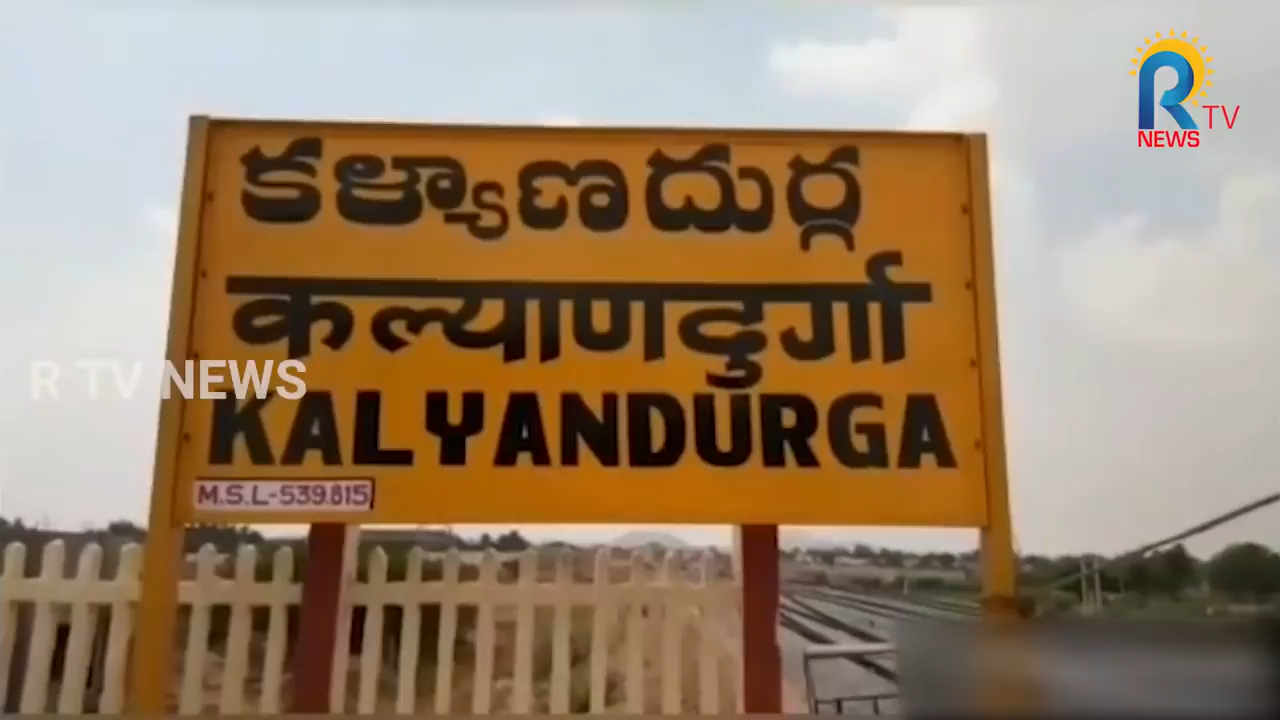 కళ్యాణదుర్గ
कल्याणदुर्गा
KALYANDURGA
M.S.L-539.815
R TV NEWS
R TV
NEWS